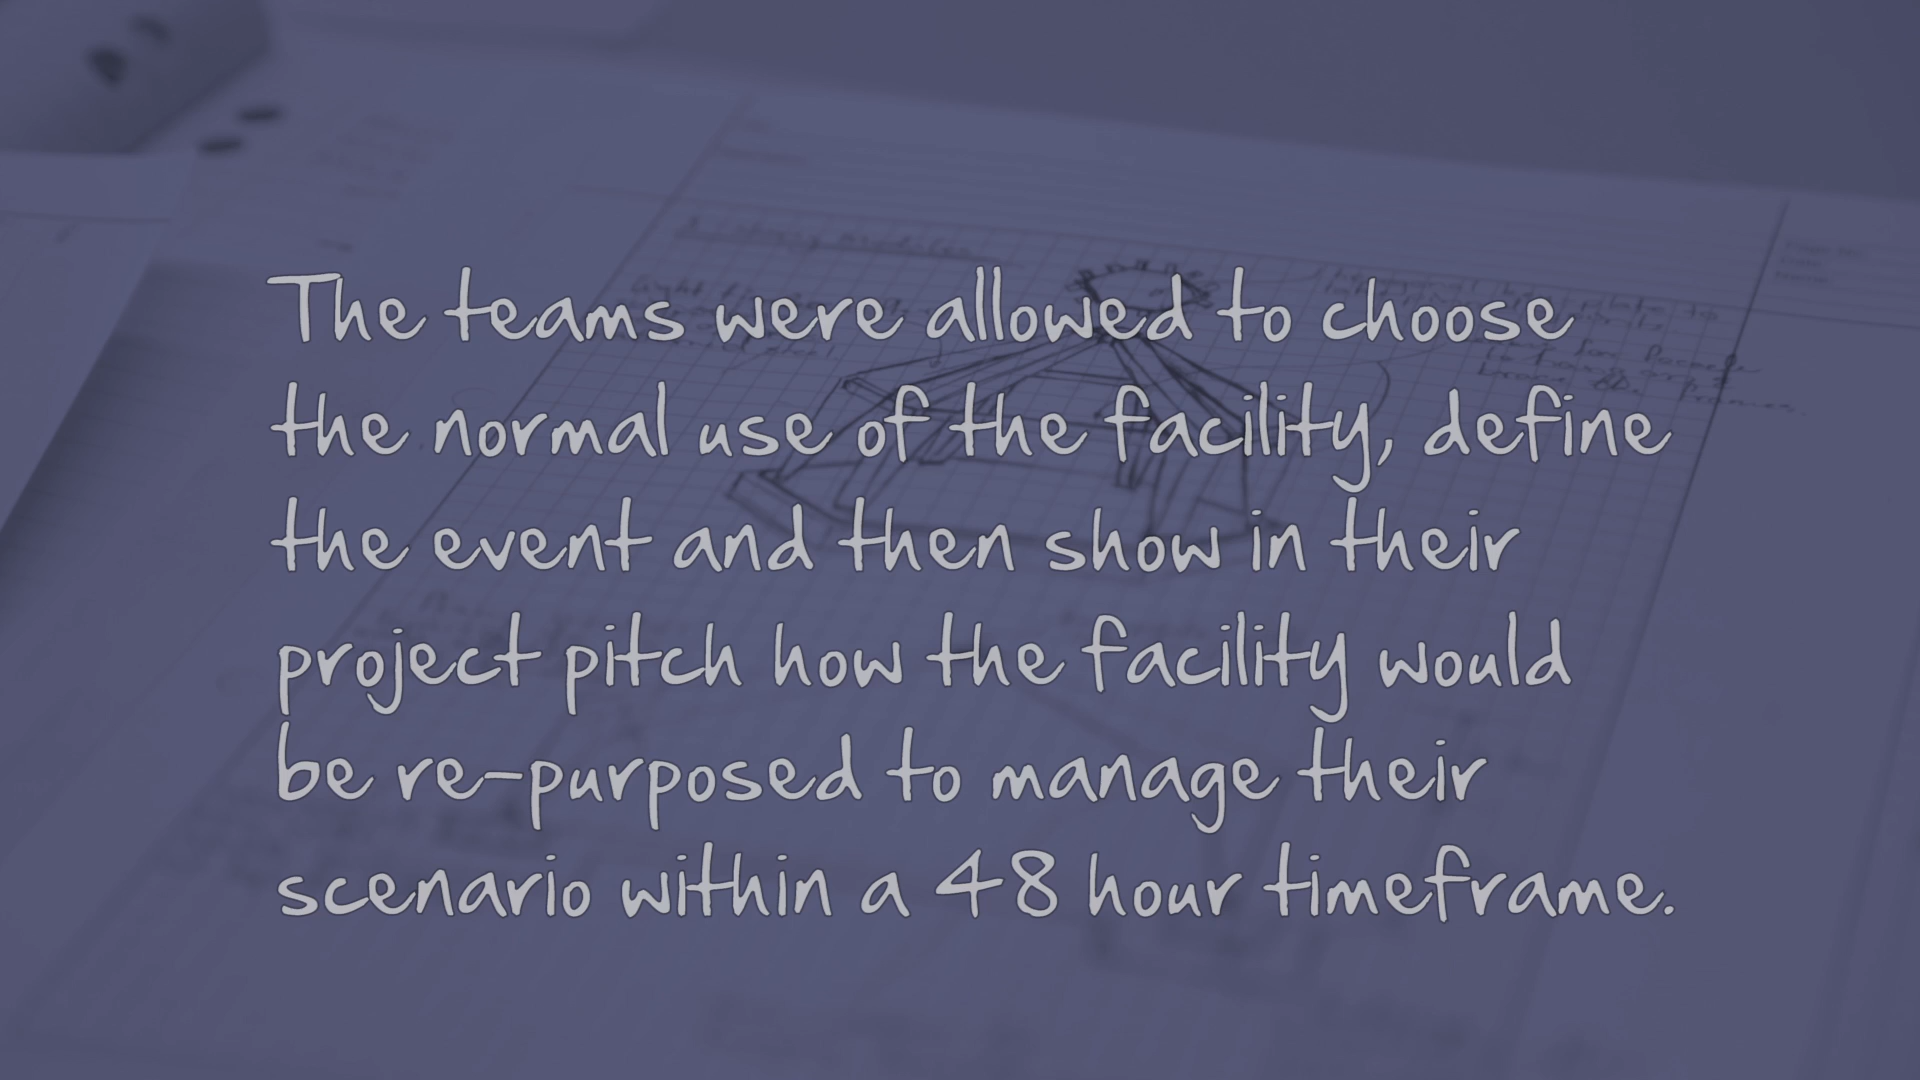 The teams were allowed to choose
the normal use of the facility, define
the event and then show in their
project pitch how the facility would
be re-purposed to manage their
scenario within a 48 hour timeframe.